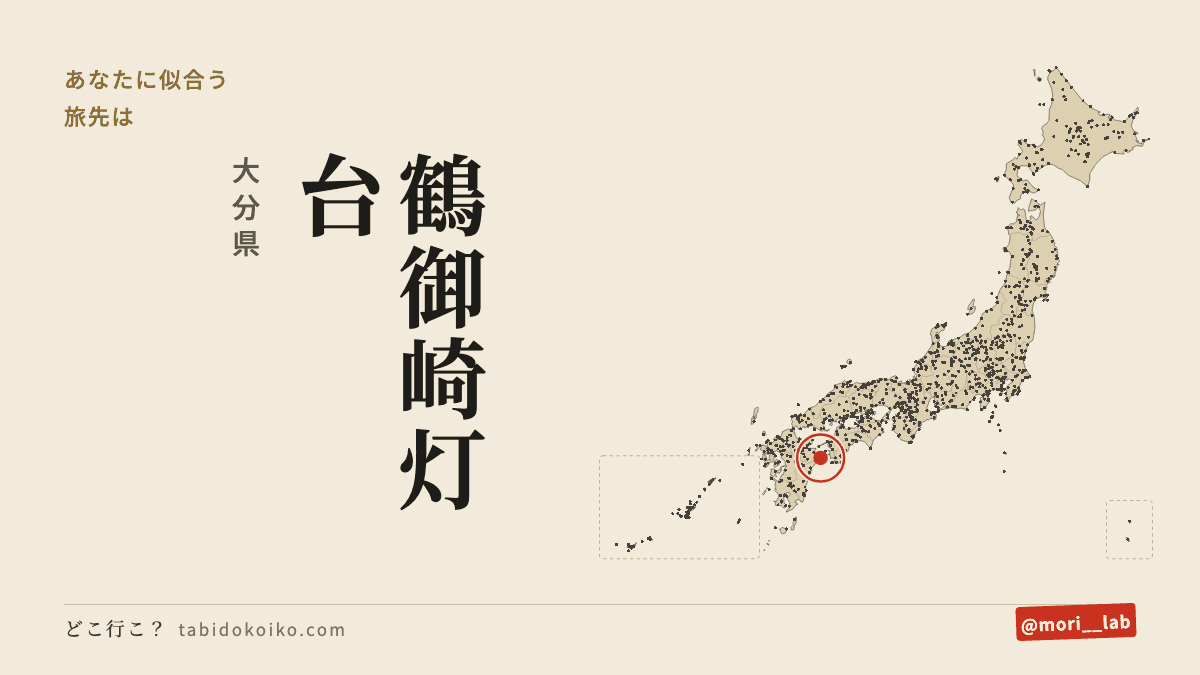 あなたに似合う
旅先は
鶴御崎灯
台
大分県
どこ行こ？ tabidokoiko.com
@mori__lab